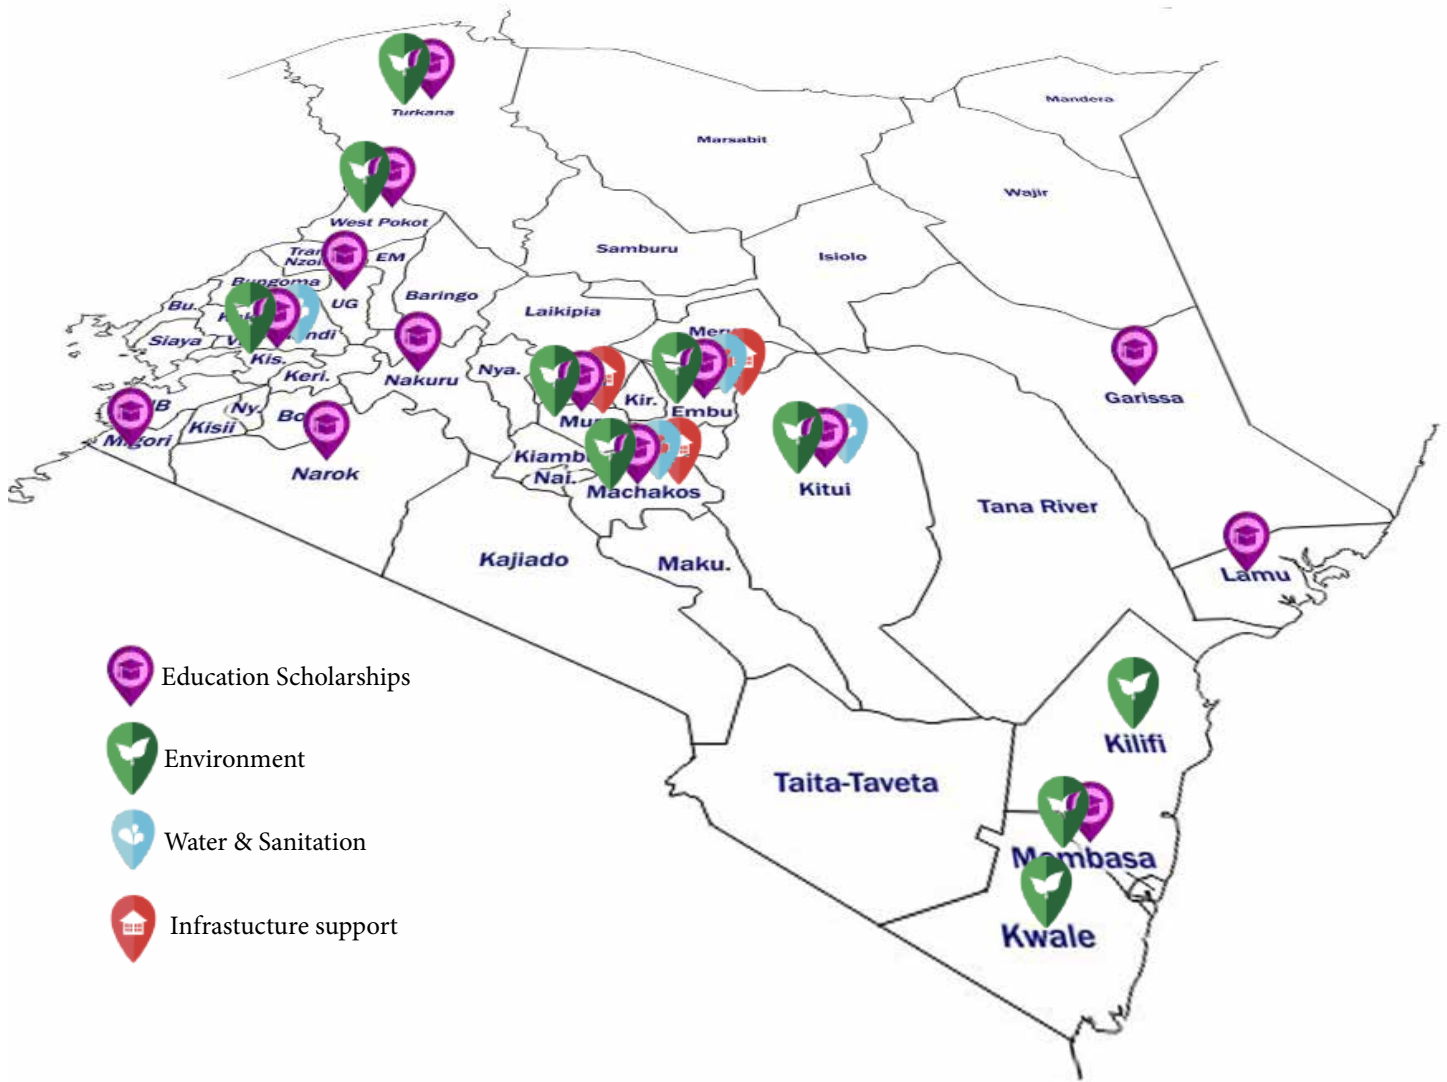 Turkana
Mandera
Marsabit
Wajir
West Pokot
Samburu
EM
Isiolo
Bungoma
Baringo
Bu.
UG
Laikipia
Siaya
Kis.
Nya.
Keri.
Nakuru
Garissa
Kir.
Embu
Ny.
Kisii
Migori
Narok
Nai.
Machakos
Kitui
Tana River
Kajiado
Maku.
Lamu
Education Scholarships
Kilifi
Environment
Taita-Taveta
Water & Sanitation
Mombasa
Infrastucture support
Kwale